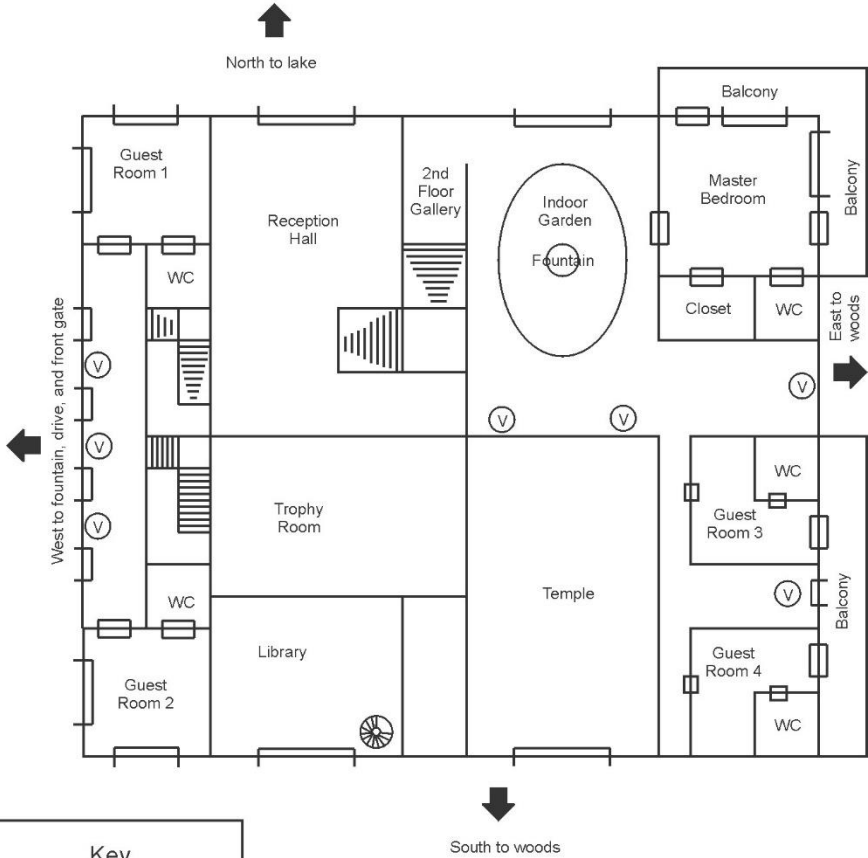 North to lake
Balcony
Guest
Room 1
2nd
Floor
Gallery
Indoor
Garden
Master
Bedroom
Balcony
Reception
Hall
Fountain
WC
Closet
WC
East to
woods
West to fountain, drive, and front gate
V
V
V
V
V
V
WC
Trophy
Room
Guest
Room 3
V
Temple
Balcony
WC
Library
Guest
Room 4
Guest
Room 2
WC
South to woods
Key